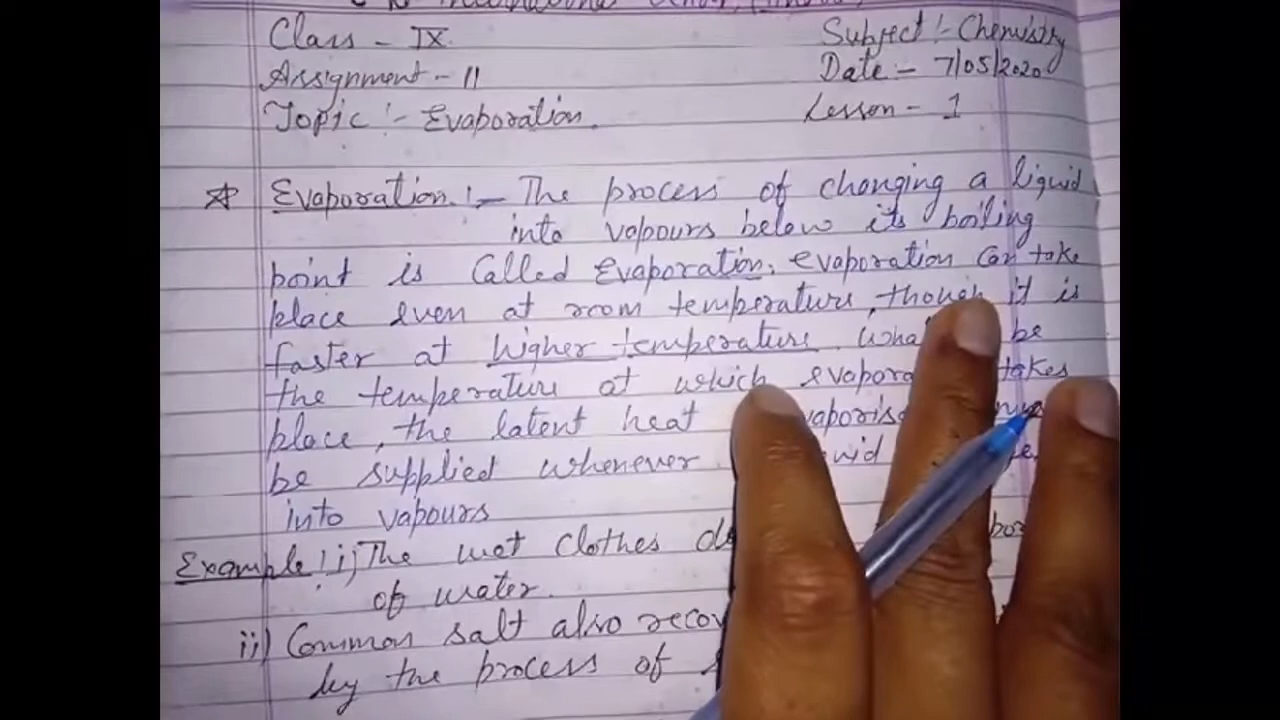 Class - IX
Subject :- Chemistry
Assignment - 11
Date :- 7/05/2020
Topic :- Evaporation.
Lesson - 1
☆ Evaporation :- The process of changing a liquid
into vapours below its boiling
point is called Evaporation. evaporation can take
place even at room temperature, though it is
faster at higher temperature. be
the temperature at which takes
place, the latent heat
be supplied whenever
into vapours
Example : i) The wet clothes
of water.
ii) Common salt also
by the process of